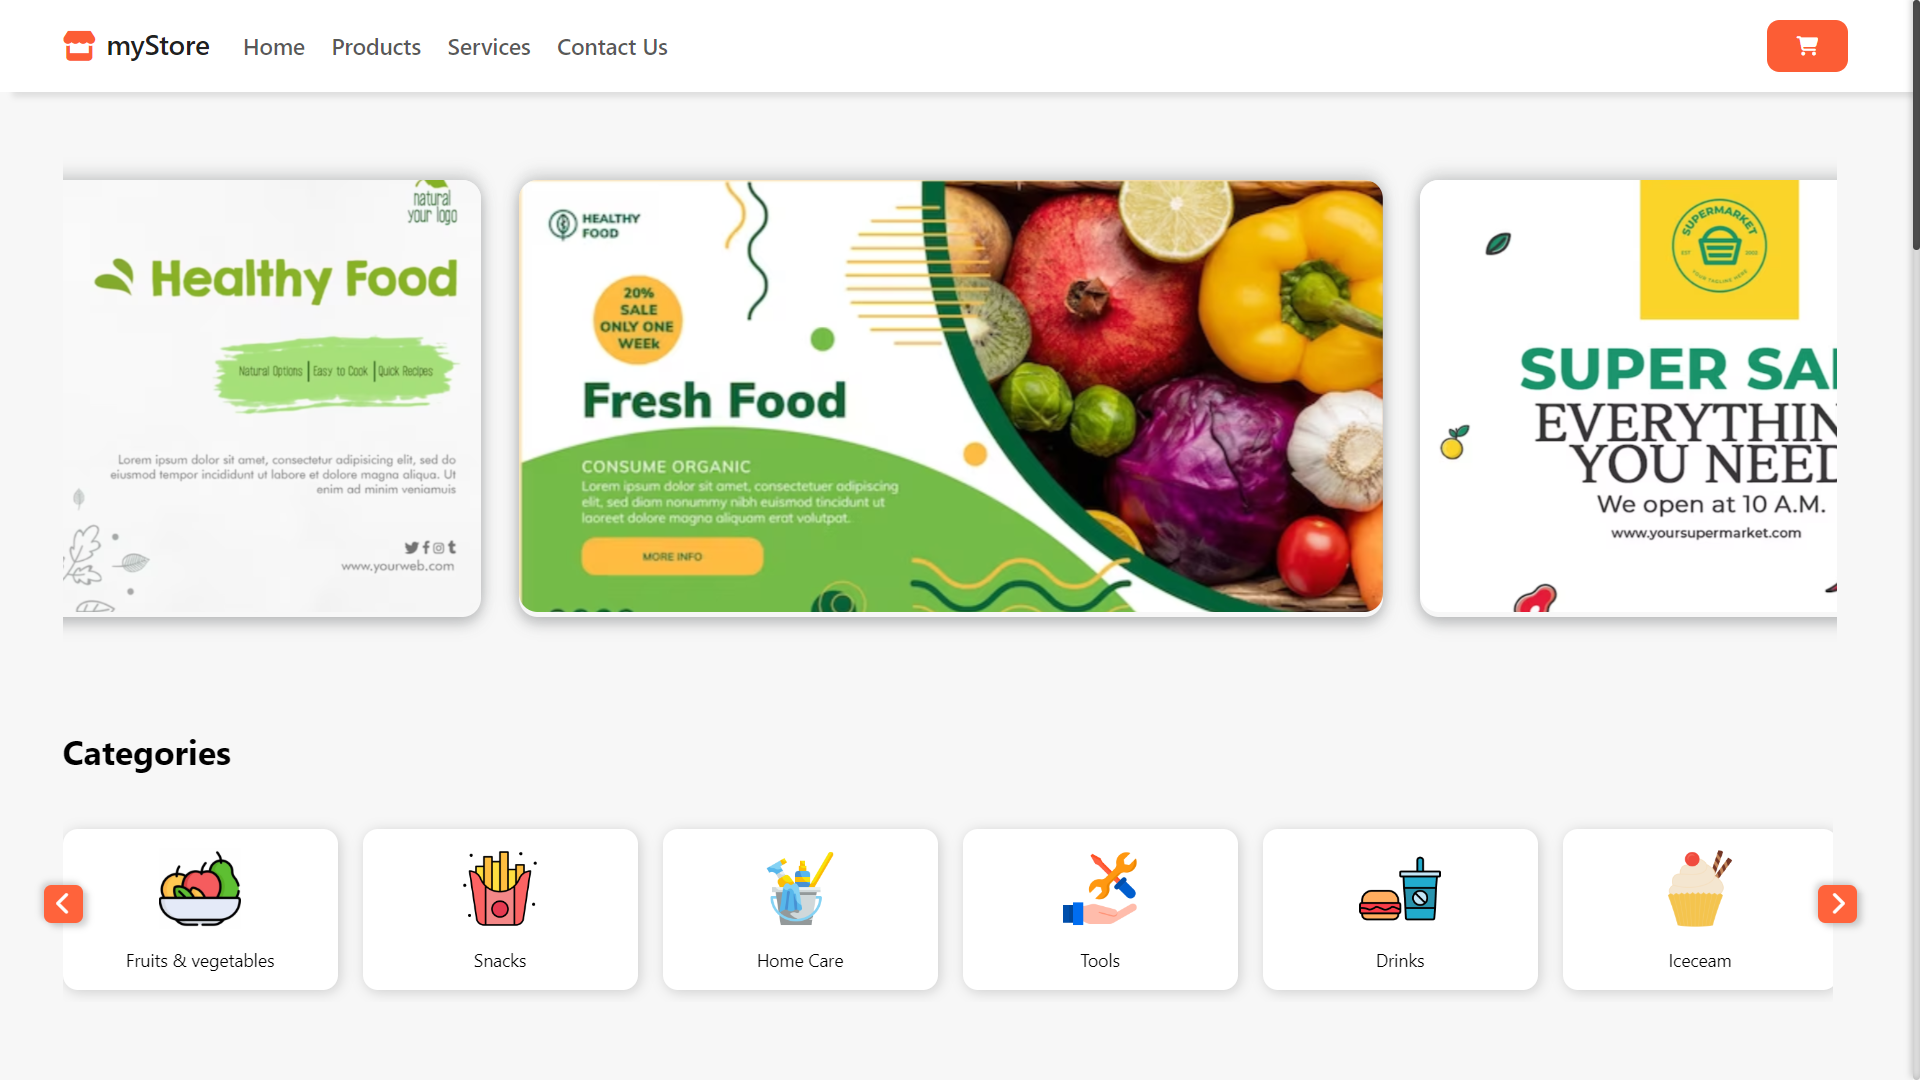 myStore
Home
Products
Services
Contact Us
natural
your logo
Healthy Food
Natural Options | Easy to Cook | Quick Recipes
Lorem ipsum dolor sit amet, consectetur adipisicing elit, sed do
eiusmod tempor incididunt ut labore et dolore magna aliqua. Ut
enim ad minim veniamuis
www.yourweb.com
HEALTHY
FOOD
20%
SALE
ONLY ONE
WEEk
Fresh Food
CONSUME ORGANIC
Lorem ipsum dolor sit amet, consectetuer adipiscing
elit, sed diam nonummy nibh euismod tincidunt ut
laoreet dolore magna aliquam erat volutpat.
MORE INFO
SUPERMARKET
YOUR TAGLINE HERE
SUPER SA
EVERYTHIN
YOU NEED
We open at 10 A.M.
www.yoursupermarket.com
Categories
Fruits & vegetables
Snacks
Home Care
Tools
Drinks
Iceceam